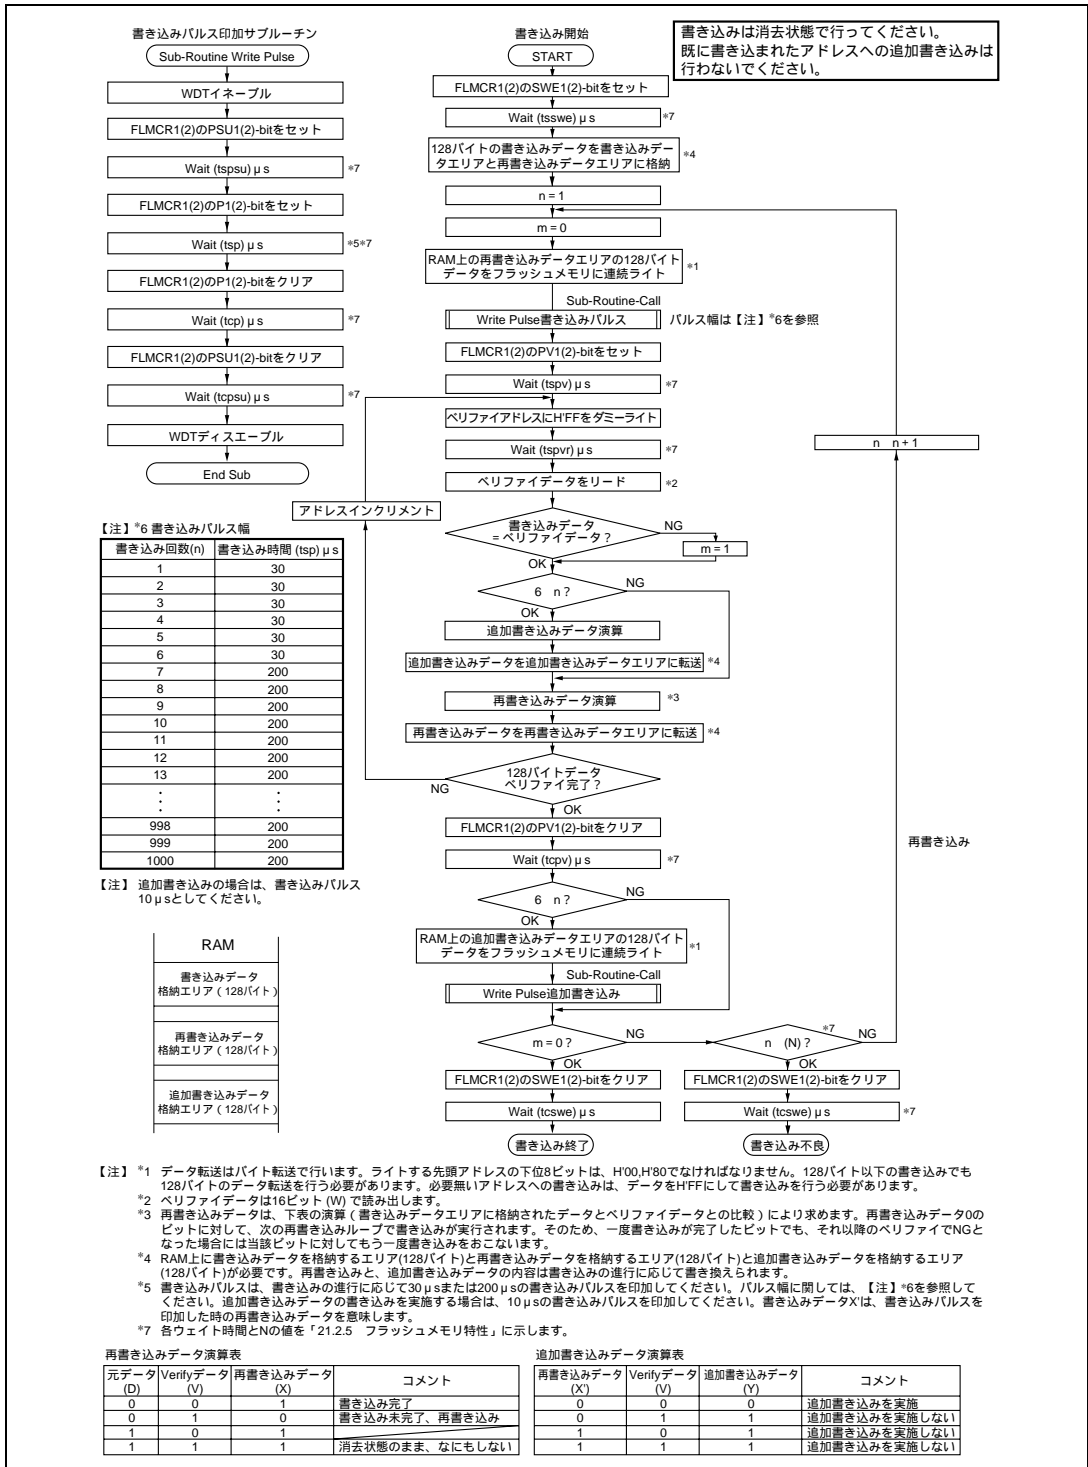 書き込みパルス印加サブルーチン
Sub-Routine Write Pulse
WDTイネーブル
FLMCR1(2)のPSU1(2)-bitをセット
Wait (tspsu) μs
*7
FLMCR1(2)のP1(2)-bitをセット
Wait (tsp) μs
*5*7
FLMCR1(2)のP1(2)-bitをクリア
Wait (tcp) μs
*7
FLMCR1(2)のPSU1(2)-bitをクリア
Wait (tcpsu) μs
*7
WDTディスエーブル
End Sub
【注】*6 書き込みパルス幅
書き込み回数(n) 書き込み時間 (tsp) μs
1 30
2 30
3 30
4 30
5 30
6 30
7 200
8 200
9 200
10 200
11 200
12 200
13 200
998 200
999 200
1000 200
【注】 追加書き込みの場合は、書き込みパルス
10μsとしてください。
RAM
書き込みデータ
格納エリア (128バイト)
再書き込みデータ
格納エリア (128バイト)
追加書き込みデータ
格納エリア (128バイト)
書き込み開始
START
FLMCR1(2)のSWE1(2)-bitをセット
Wait (tsswe) μs
*7
128バイトの書き込みデータを書き込みデー
タエリアと再書き込みデータエリアに格納
*4
n = 1
m = 0
RAM上の再書き込みデータエリアの128バイト
データをフラッシュメモリに連続ライト
*1
Sub-Routine-Call
Write Pulse書き込みパルス
パルス幅は【注】*6を参照
FLMCR1(2)のPV1(2)-bitをセット
Wait (tspv) μs
*7
ベリファイアドレスにH'FFをダミーライト
Wait (tspvr) μs
*7
ベリファイデータをリード
*2
アドレスインクリメント
書き込みデータ
= ベリファイデータ?
NG
m = 1
OK
6 n ?
NG
OK
追加書き込みデータ演算
追加書き込みデータを追加書き込みデータエリアに転送
*4
再書き込みデータ演算
*3
再書き込みデータを再書き込みデータエリアに転送
*4
128バイトデータ
ベリファイ完了?
NG
OK
FLMCR1(2)のPV1(2)-bitをクリア
Wait (tcpv) μs
*7
6 n ?
NG
OK
RAM上の追加書き込みデータエリアの128バイト
データをフラッシュメモリに連続ライト
*1
Sub-Routine-Call
Write Pulse追加書き込み
m = 0 ?
NG
OK
FLMCR1(2)のSWE1(2)-bitをクリア
Wait (tcswe) μs
書き込み終了
n (N) ?
*7
NG
OK
FLMCR1(2)のSWE1(2)-bitをクリア
Wait (tcswe) μs
*7
書き込み不良
n n + 1
再書き込み
書き込みは消去状態で行ってください。
既に書き込まれたアドレスへの追加書き込みは
行わないでください。
【注】 *1 データ転送はバイト転送で行います。ライトする先頭アドレスの下位8ビットは、H'00,H'80でなければなりません。128バイト以下の書き込みでも
128バイトのデータ転送を行う必要があります。必要無いアドレスへの書き込みは、データをH'FFにして書き込みを行う必要があります。
*2 ベリファイデータは16ビット (W) で読み出します。
*3 再書き込みデータは、下表の演算 (書き込みデータエリアに格納されたデータとベリファイデータとの比較) により求めます。再書き込みデータ0の
ビットに対して、次の再書き込みループで書き込みが実行されます。そのため、一度書き込みが完了したビットでも、それ以降のベリファイでNGと
なった場合には当該ビットに対してもう一度書き込みをおこないます。
*4 RAM上に書き込みデータを格納するエリア(128バイト)と再書き込みデータを格納するエリア(128バイト)と追加書き込みデータを格納するエリア
(128バイト)が必要です。再書き込みと、追加書き込みデータの内容は書き込みの進行に応じて書き換えられます。
*5 書き込みパルスは、書き込みの進行に応じて30μsまたは200μsの書き込みパルスを印加してください。パルス幅に関しては、【注】*6を参照して
ください。追加書き込みデータの書き込みを実施する場合は、10μsの書き込みパルスを印加してください。書き込みデータX'は、書き込みパルスを
印加した時の再書き込みデータを意味します。
*7 各ウェイト時間とNの値を「21.2.5 フラッシュメモリ特性」に示します。
再書き込みデータ演算表
元データ(D) Verifyデータ(V) 再書き込みデータ(X) コメント
0 0 1 書き込み完了
0 1 0 書き込み未完了、再書き込み
1 0 1
1 1 1 消去状態のまま、なにもしない
追加書き込みデータ演算表
再書き込みデータ(X') Verifyデータ(V) 追加書き込みデータ(Y) コメント
0 0 0 追加書き込みを実施
0 1 1 追加書き込みを実施しない
1 0 1 追加書き込みを実施しない
1 1 1 追加書き込みを実施しない